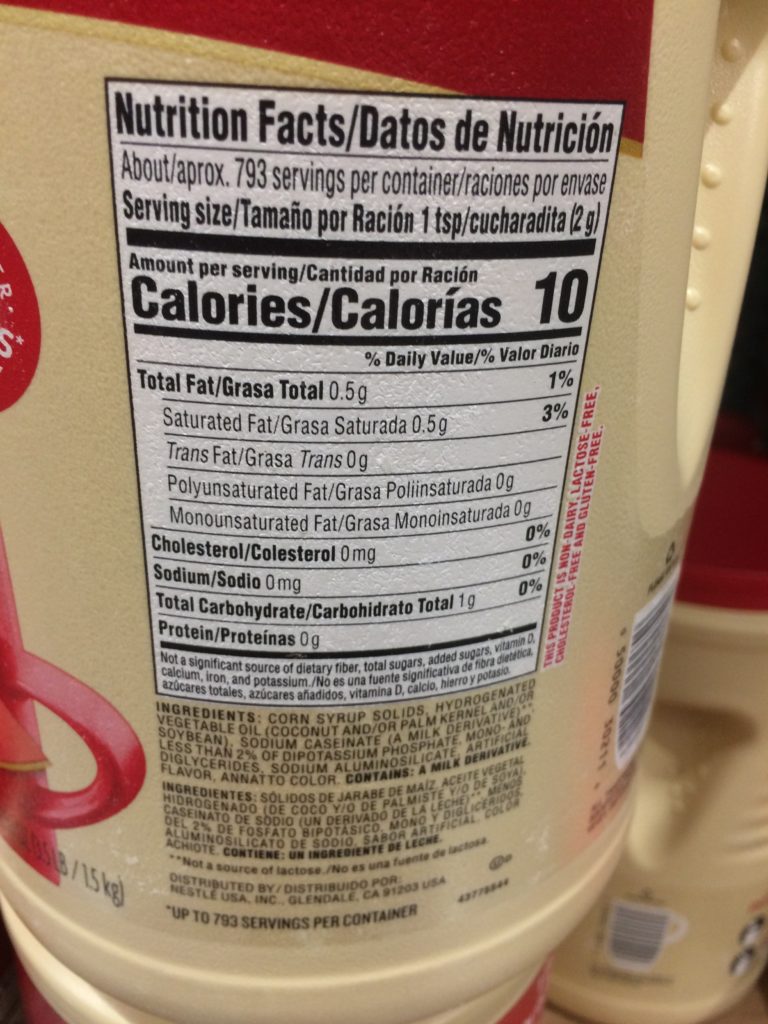 Nutrition Facts/Datos de Nutrición
About/aprox. 793 servings per container/raciones por envase
Serving size/Tamaño por Ración 1 tsp/cucharadita (2 g)
Amount per serving/Cantidad por Ración
Calories/Calorías 10
% Daily Value/% Valor Diario
Total Fat/Grasa Total 0.5g 1%
Saturated Fat/Grasa Saturada 0.5g 3%
Trans Fat/Grasa Trans 0g
Polyunsaturated Fat/Grasa Poliinsaturada 0g
Monounsaturated Fat/Grasa Monoinsaturada 0g
Cholesterol/Colesterol 0mg 0%
Sodium/Sodio 0mg 0%
Total Carbohydrate/Carbohidrato Total 1g 0%
Protein/Proteínas 0g
Not a significant source of dietary fiber, total sugars, added sugars, vitamin D,
calcium, iron, and potassium./No es una fuente significativa de fibra dietética,
azúcares totales, azúcares añadidos, vitamina D, calcio, hierro y potasio.
THIS PRODUCT IS NON-DAIRY, LACTOSE-FREE,
CHOLESTEROL-FREE AND GLUTEN-FREE.
INGREDIENTS: CORN SYRUP SOLIDS, HYDROGENATED
VEGETABLE OIL (COCONUT AND/OR PALM KERNEL AND/OR
SOYBEAN), SODIUM CASEINATE (A MILK DERIVATIVE)**,
LESS THAN 2% OF DIPOTASSIUM PHOSPHATE, MONO- AND
DIGLYCERIDES, SODIUM ALUMINOSILICATE, ARTIFICIAL
FLAVOR, ANNATTO COLOR. CONTAINS: A MILK DERIVATIVE.
INGREDIENTES: SÓLIDOS DE JARABE DE MAÍZ, ACEITE VEGETAL
HIDROGENADO (DE COCO Y/O DE PALMISTE Y/O DE SOYA),
CASEINATO DE SODIO (UN DERIVADO DE LA LECHE)**, MENOS
DEL 2% DE FOSFATO BIPOTÁSICO, MONO Y DIGLICÉRIDOS,
ALUMINOSILICATO DE SODIO, SABOR ARTIFICIAL, COLOR
ACHIOTE. CONTIENE: UN INGREDIENTE DE LECHE.
**Not a source of lactose./No es una fuente de lactosa.
DISTRIBUTED BY/DISTRIBUIDO POR:
NESTLÉ USA, INC., GLENDALE, CA 91203 USA
43775544
*UP TO 793 SERVINGS PER CONTAINER
LB/1.5 kg)
50000 30211